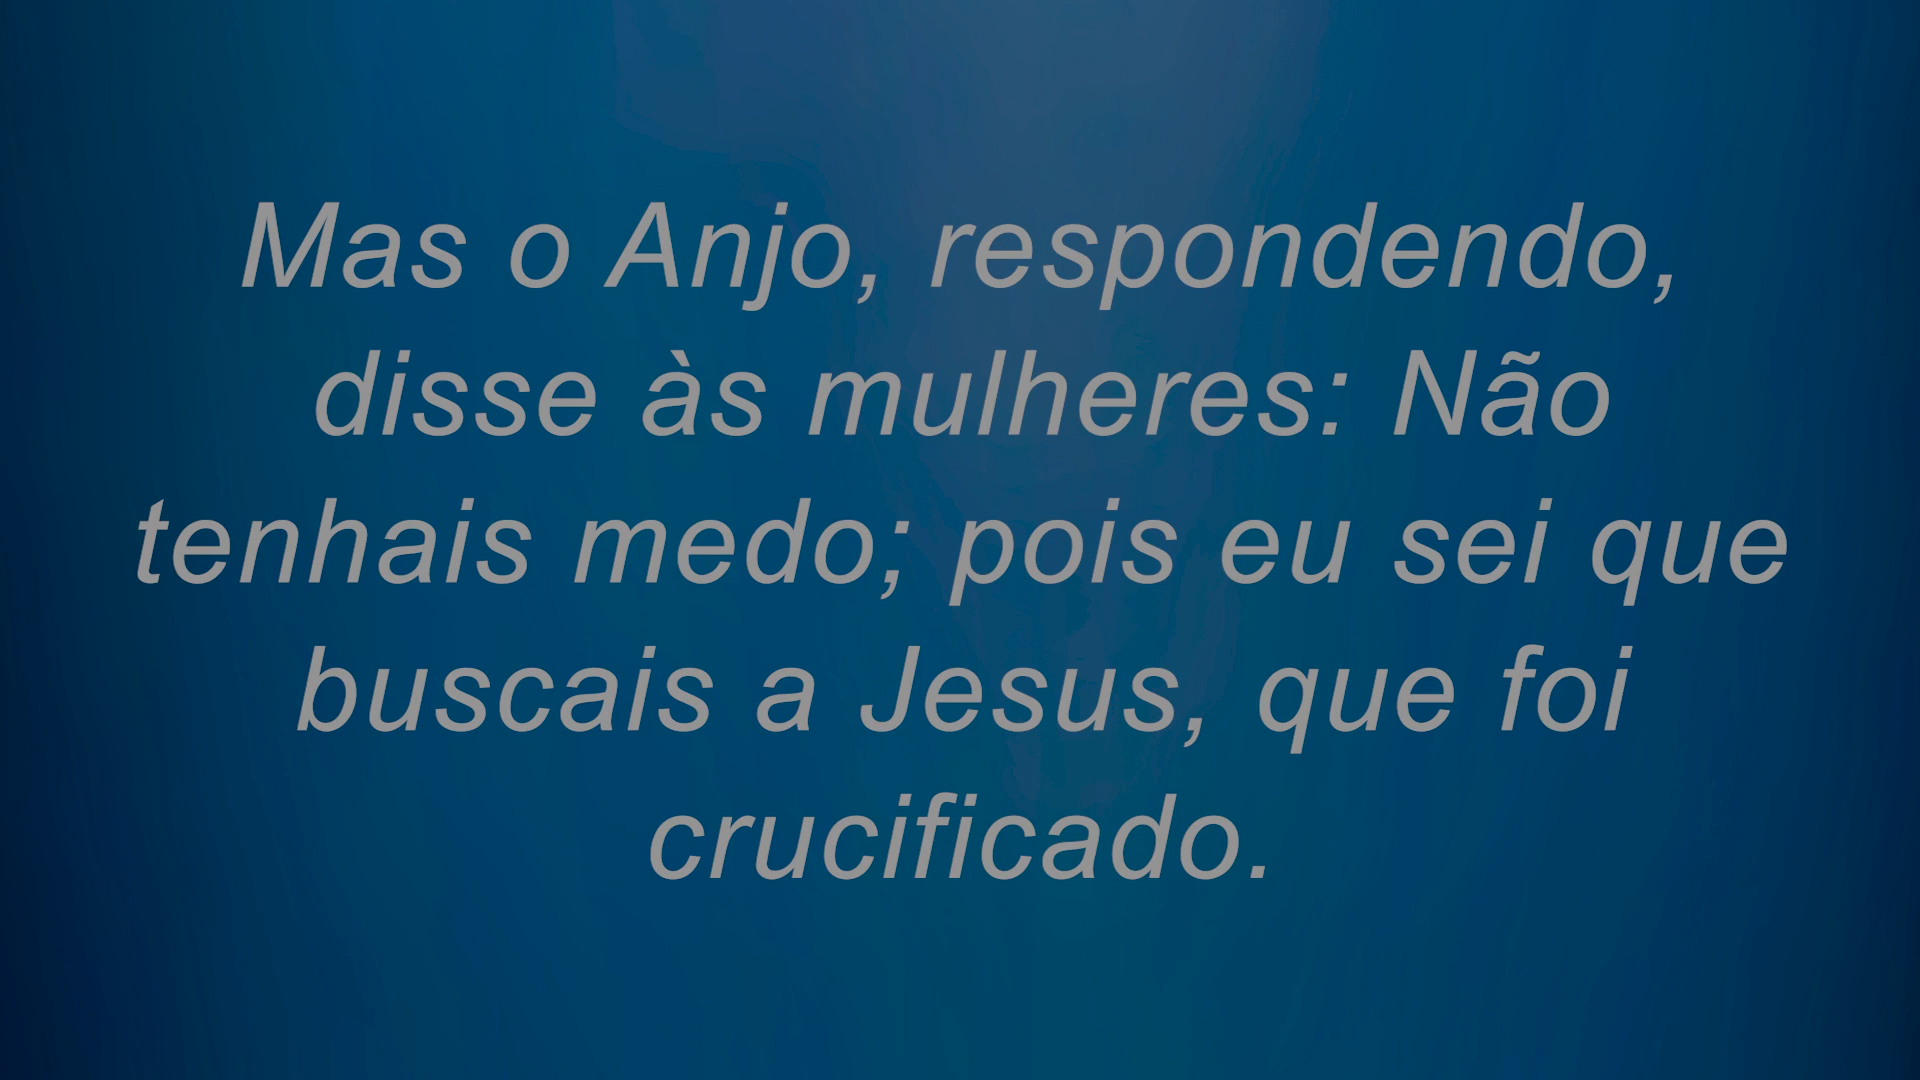 Mas o Anjo, respondendo,
disse às mulheres: Não
tenhais medo; pois eu sei que
buscais a Jesus, que foi
crucificado.